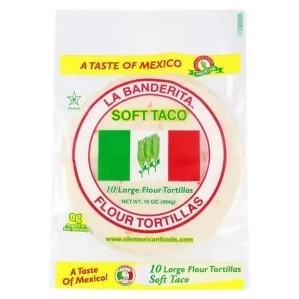 A TASTE OF MEXICO
LA BANDERITA
SOFT TACO
10/Large, Flour Tortillas
NET. WT. 16 OZ (454g)
FLOUR TORTILLAS
0g
www.olemexicanfoods.com
A Taste
Of Mexico!
10 Large Flour Tortillas
Soft Taco